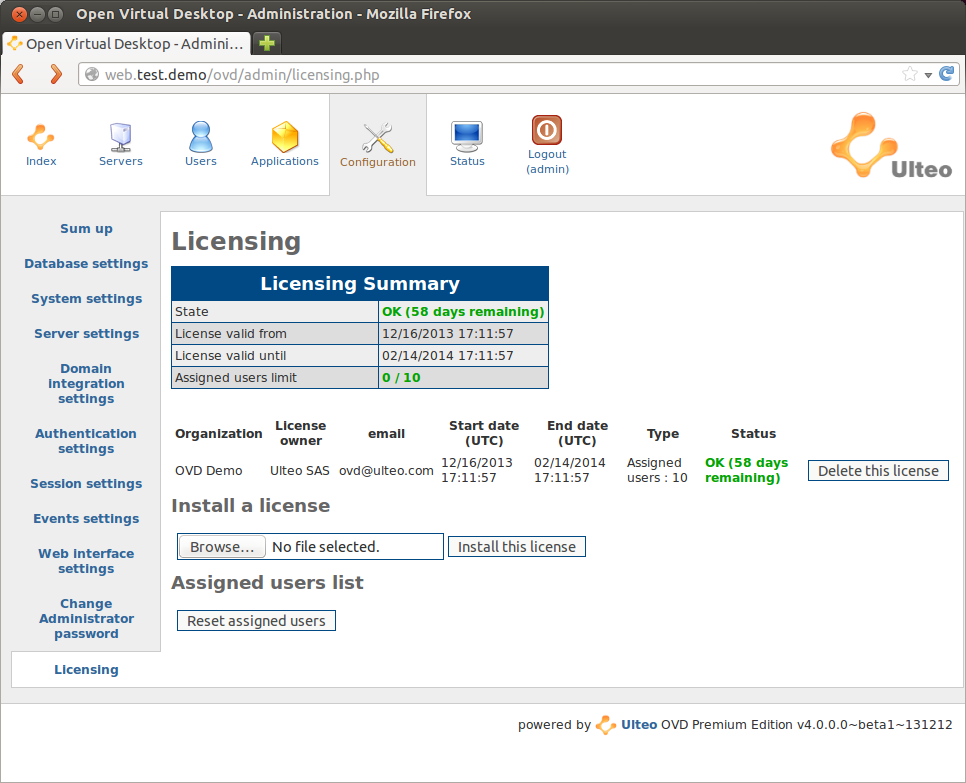 Open Virtual Desktop - Administration - Mozilla Firefox
Open Virtual Desktop - Admini...
web.test.demo/ovd/admin/licensing.php
Index
Servers
Users
Applications
Configuration
Status
Logout
(admin)
Ulteo
Sum up
Database settings
System settings
Server settings
Domain
integration
settings
Authentication
settings
Session settings
Events settings
Web interface
settings
Change
Administrator
password
Licensing
Licensing
Licensing Summary
State OK (58 days remaining)
License valid from 12/16/2013 17:11:57
License valid until 02/14/2014 17:11:57
Assigned users limit 0 / 10
Organization License owner email Start date (UTC) End date (UTC) Type Status
OVD Demo Ulteo SAS ovd@ulteo.com 12/16/2013 17:11:57 02/14/2014 17:11:57 Assigned users : 10 OK (58 days remaining) Delete this license
Install a license
Browse... No file selected. Install this license
Assigned users list
Reset assigned users
powered by Ulteo OVD Premium Edition v4.0.0.0~beta1~131212